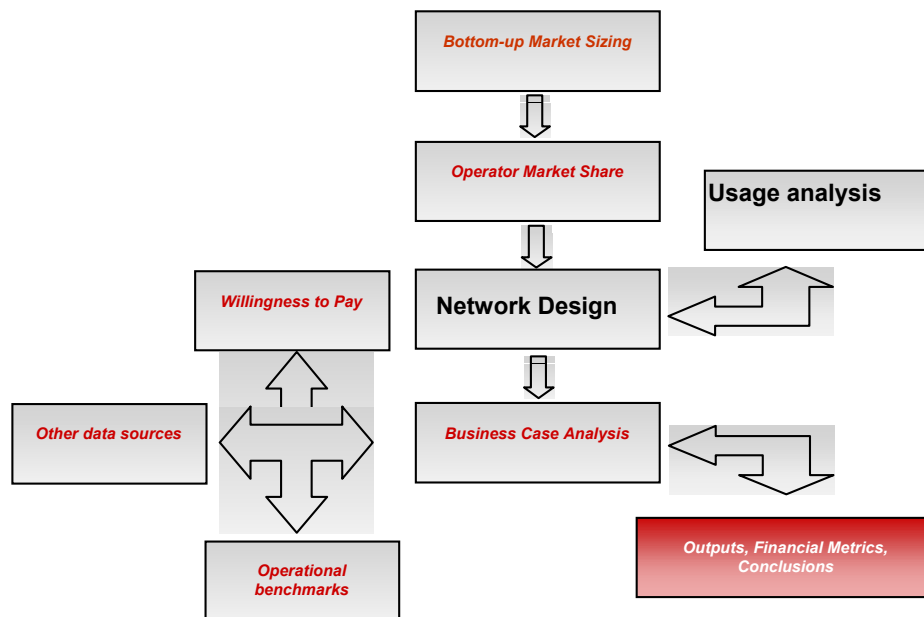 Bottom-up Market Sizing
Operator Market Share
Usage analysis
Willingness to Pay
Network Design
Other data sources
Business Case Analysis
Operational
benchmarks
Outputs, Financial Metrics,
Conclusions